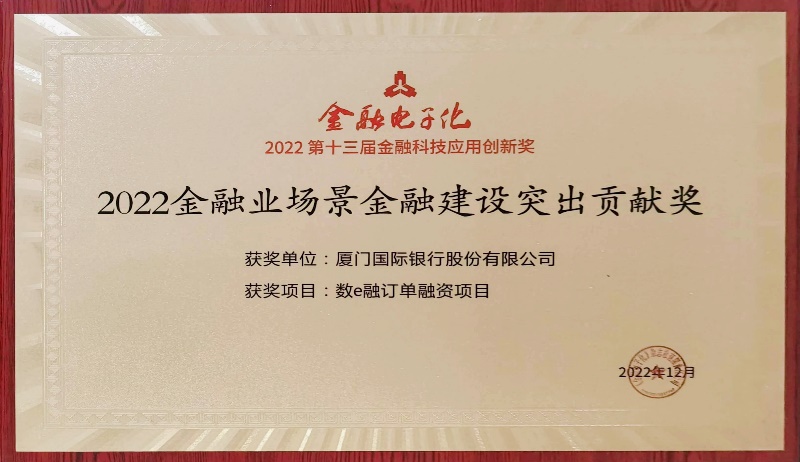 金融电子化
2022 第十三届金融科技应用创新奖
2022金融业场景金融建设突出贡献奖
获奖单位：厦门国际银行股份有限公司
获奖项目：数e融订单融资项目
2022年12月